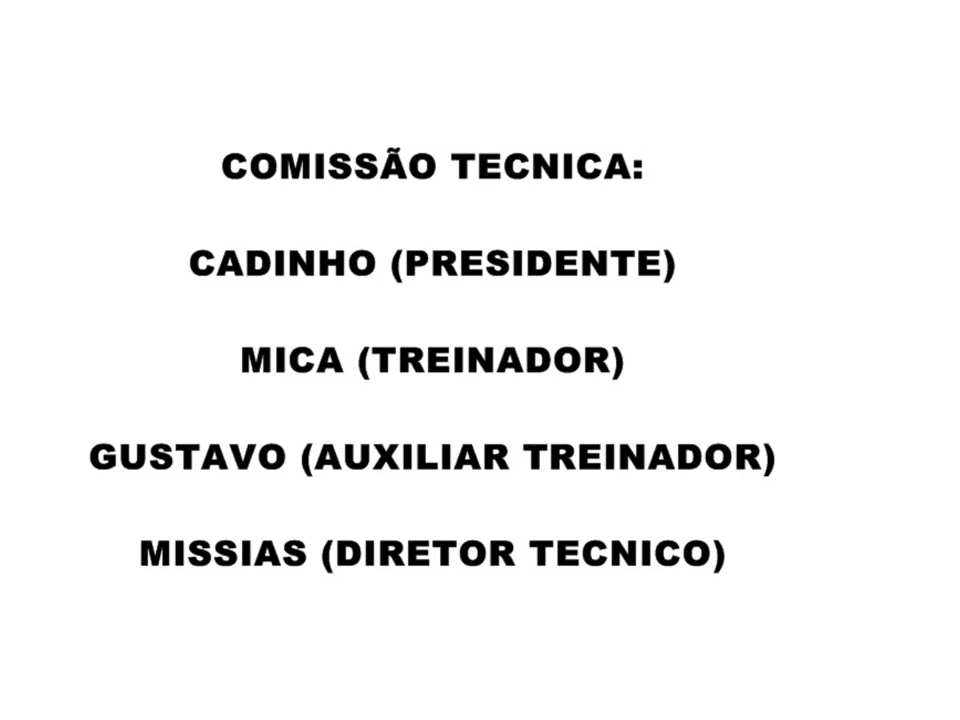 COMISSÃO TECNICA:
CADINHO (PRESIDENTE)
MICA (TREINADOR)
GUSTAVO (AUXILIAR TREINADOR)
MISSIAS (DIRETOR TECNICO)